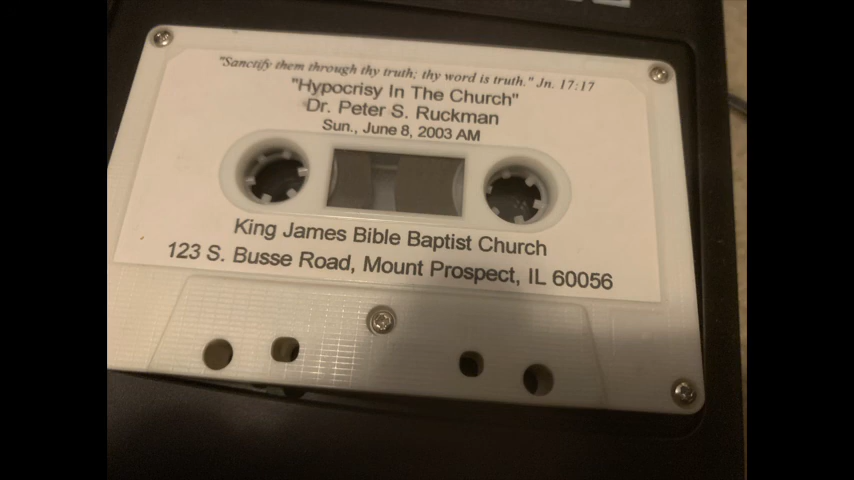 "Sanctify them through thy truth; thy word is truth." Jn. 17:17
"Hypocrisy In The Church"
Dr. Peter S. Ruckman
Sun., June 8, 2003 AM
King James Bible Baptist Church
123 S. Busse Road, Mount Prospect, IL 60056